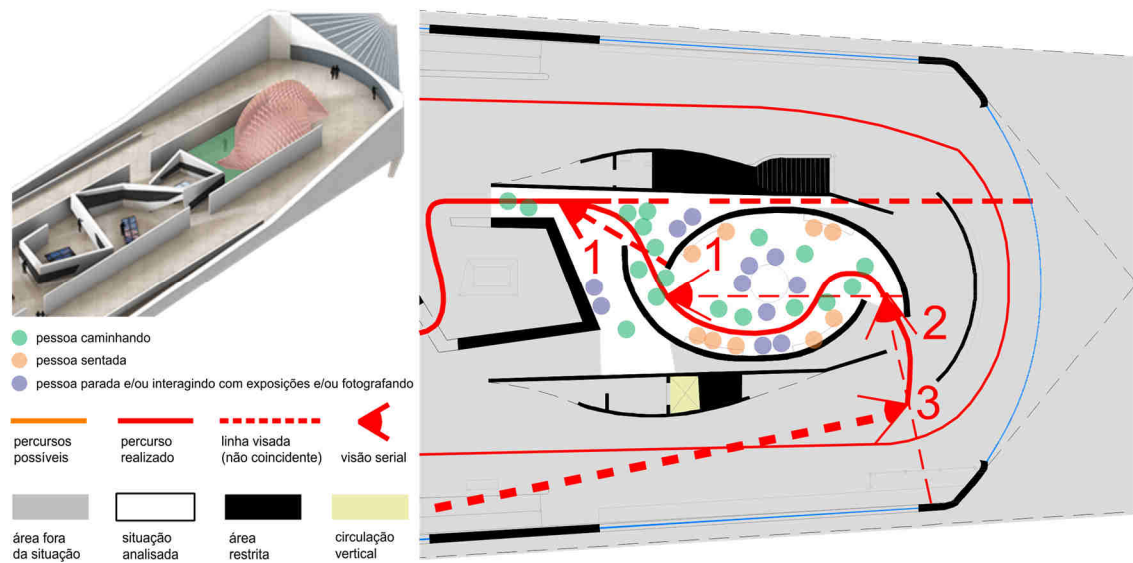 pessoa caminhando
pessoa sentada
pessoa parada e/ou interagindo com exposições e/ou fotografando
percursos
possíveis
percurso
realizado
linha visada
(não coincidente)
visão serial
área fora
da situação
situação
analisada
área
restrita
circulação
vertical
1
1
2
3